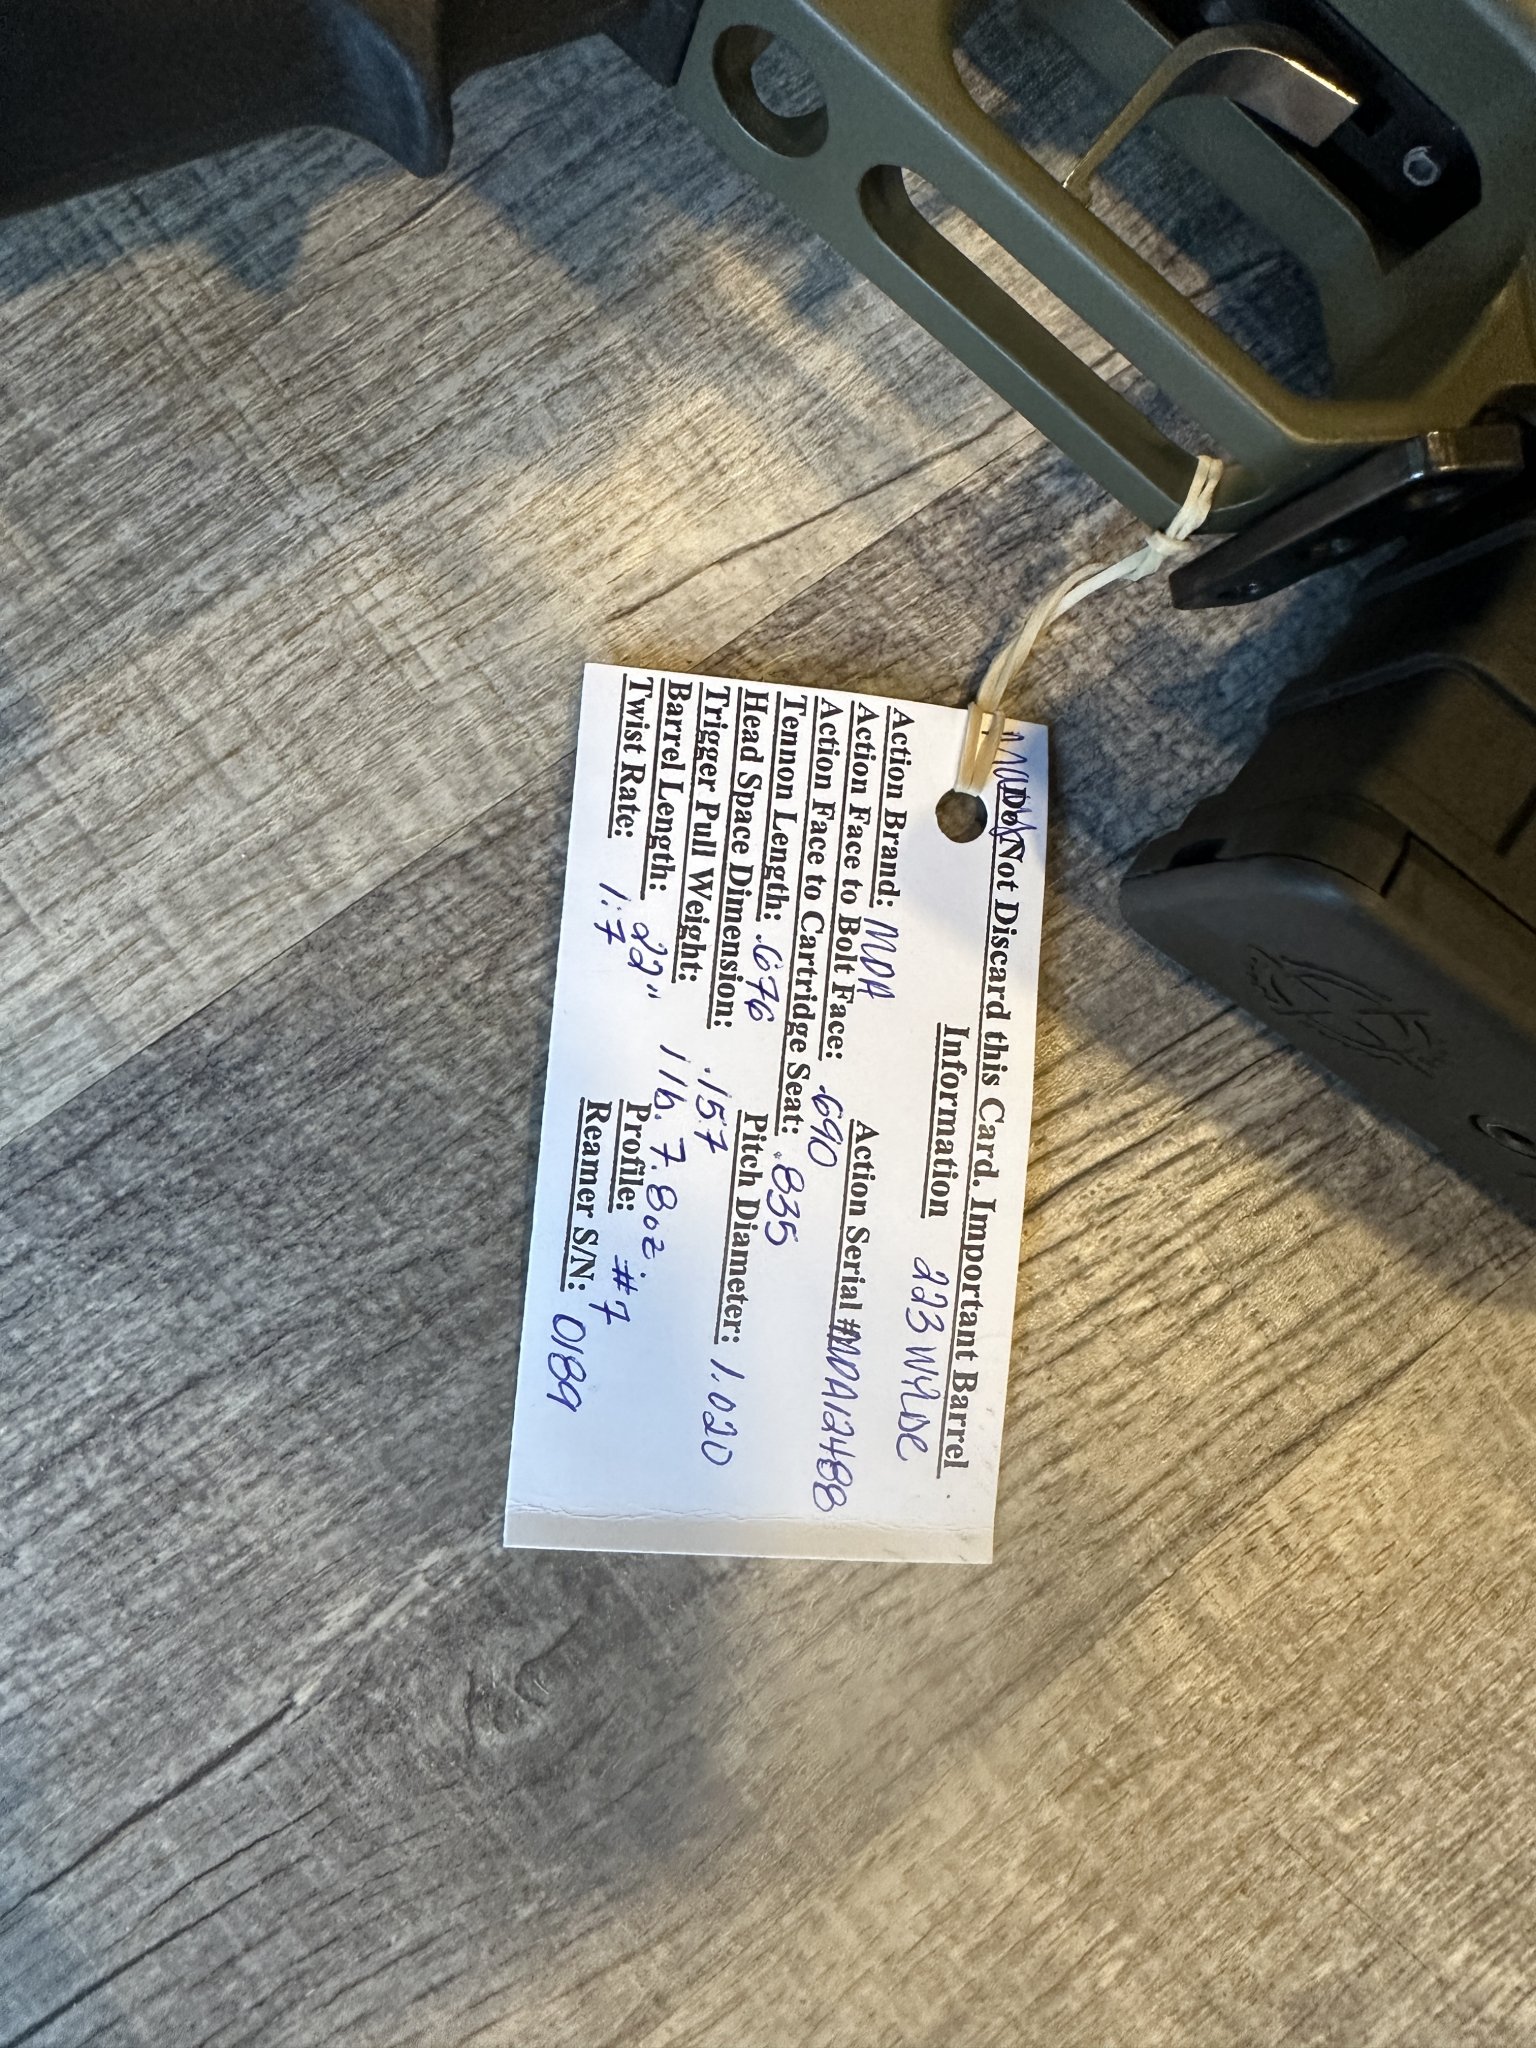 Do Not Discard this Card. Important Barrel
Information 223 WYLDE
Action Brand: MDA Action Serial # MDA12488
Action Face to Bolt Face: .690
Action Face to Cartridge Seat: .835
Tennon Length: .676 Pitch Diameter: 1.020
Head Space Dimension: .157
Trigger Pull Weight: 1 lb. 7.8oz.
Barrel Length: 22" Profile: #7
Twist Rate: 1:7 Reamer S/N: 0189